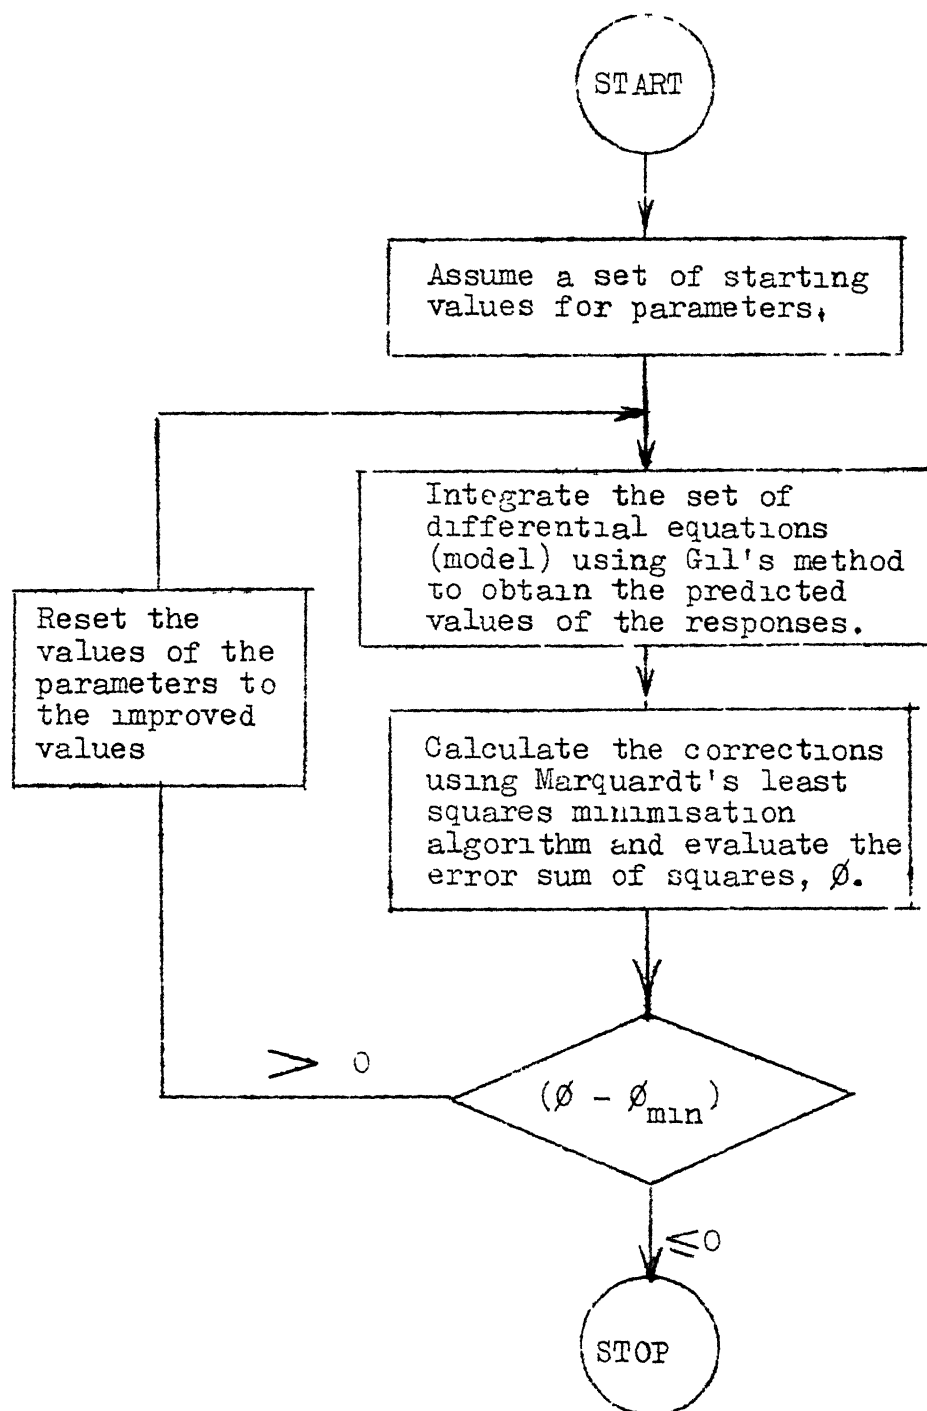 START
Assume a set of starting
values for parameters.
Integrate the set of
differential equations
(model) using Gil's method
to obtain the predicted
values of the responses.
Reset the
values of the
parameters to
the improved
values
Calculate the corrections
using Marquardt's least
squares minimisation
algorithm and evaluate the
error sum of squares, Ø.
> 0
(Ø - Ømin)
≤0
STOP